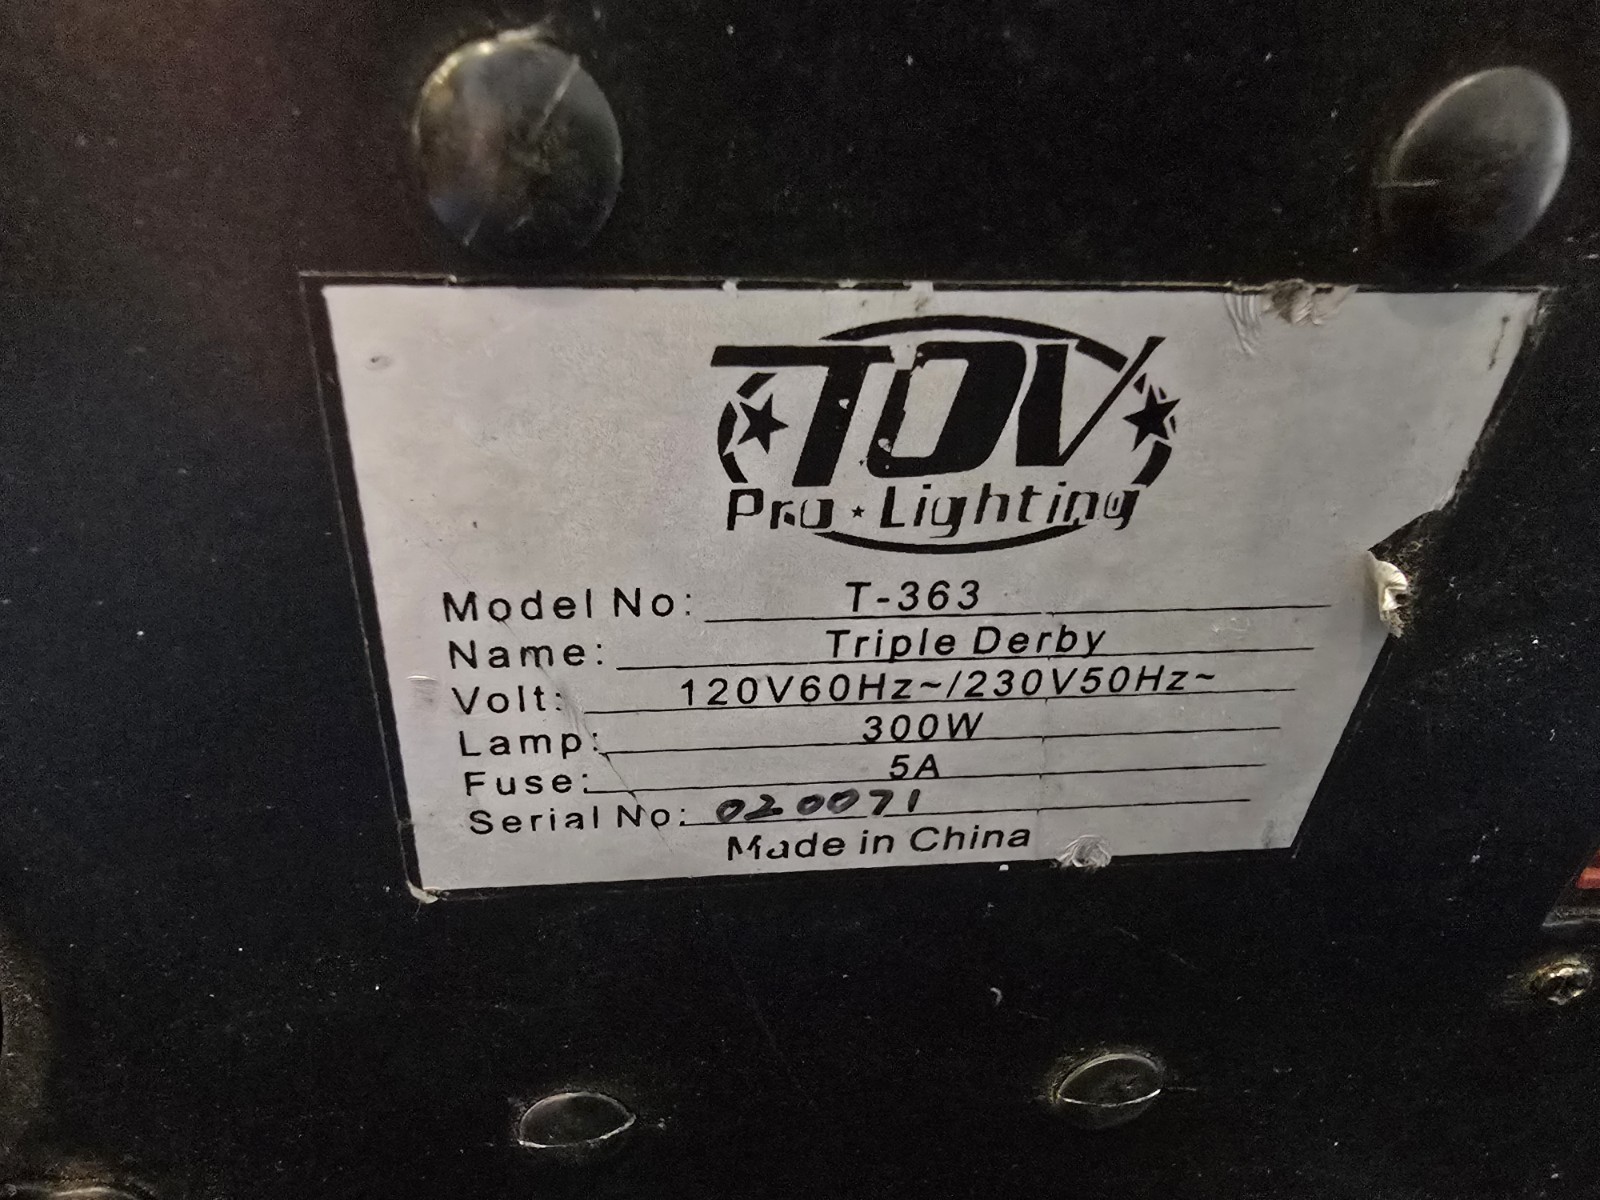 TOV
Pro ★ Lighting
Model No: T-363
Name: Triple Derby
Volt: 120V60Hz~/230V50Hz~
Lamp: 300W
Fuse: 5A
Serial No: 020071
Made in China